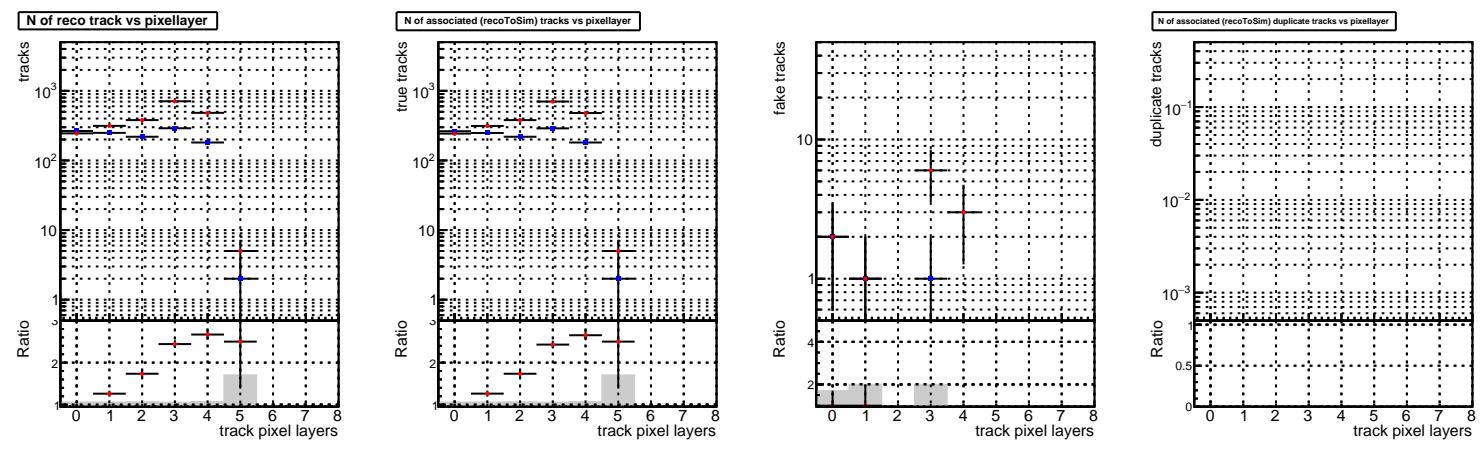 N of reco track vs pixellayer
tracks
10³
10²
10
1
3
Ratio
2
1
0 1 2 3 4 5 6 7 8
track pixel layers
N of associated (recoToSim) tracks vs pixellayer
true tracks
10³
10²
10
1
3
Ratio
2
1
0 1 2 3 4 5 6 7 8
track pixel layers
fake tracks
10
1
Ratio
4
2
0 1 2 3 4 5 6 7 8
track pixel layers
N of associated (recoToSim) duplicate tracks vs pixellayer
duplicate tracks
10⁻¹
10⁻²
10⁻³
Ratio
1
0.5
0
0 1 2 3 4 5 6 7 8
track pixel layers